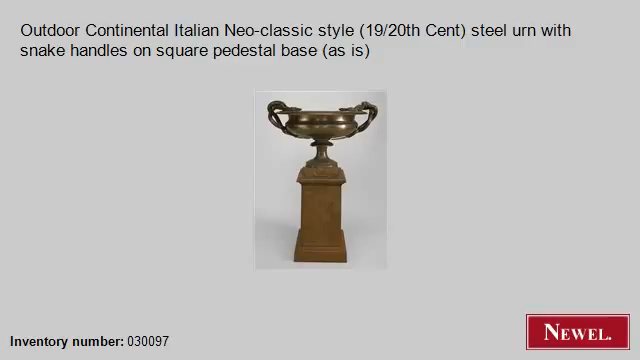 Outdoor Continental Italian Neo-classic style (19/20th Cent) steel urn with
snake handles on square pedestal base (as is)
Inventory number: 030097
NEWEL.